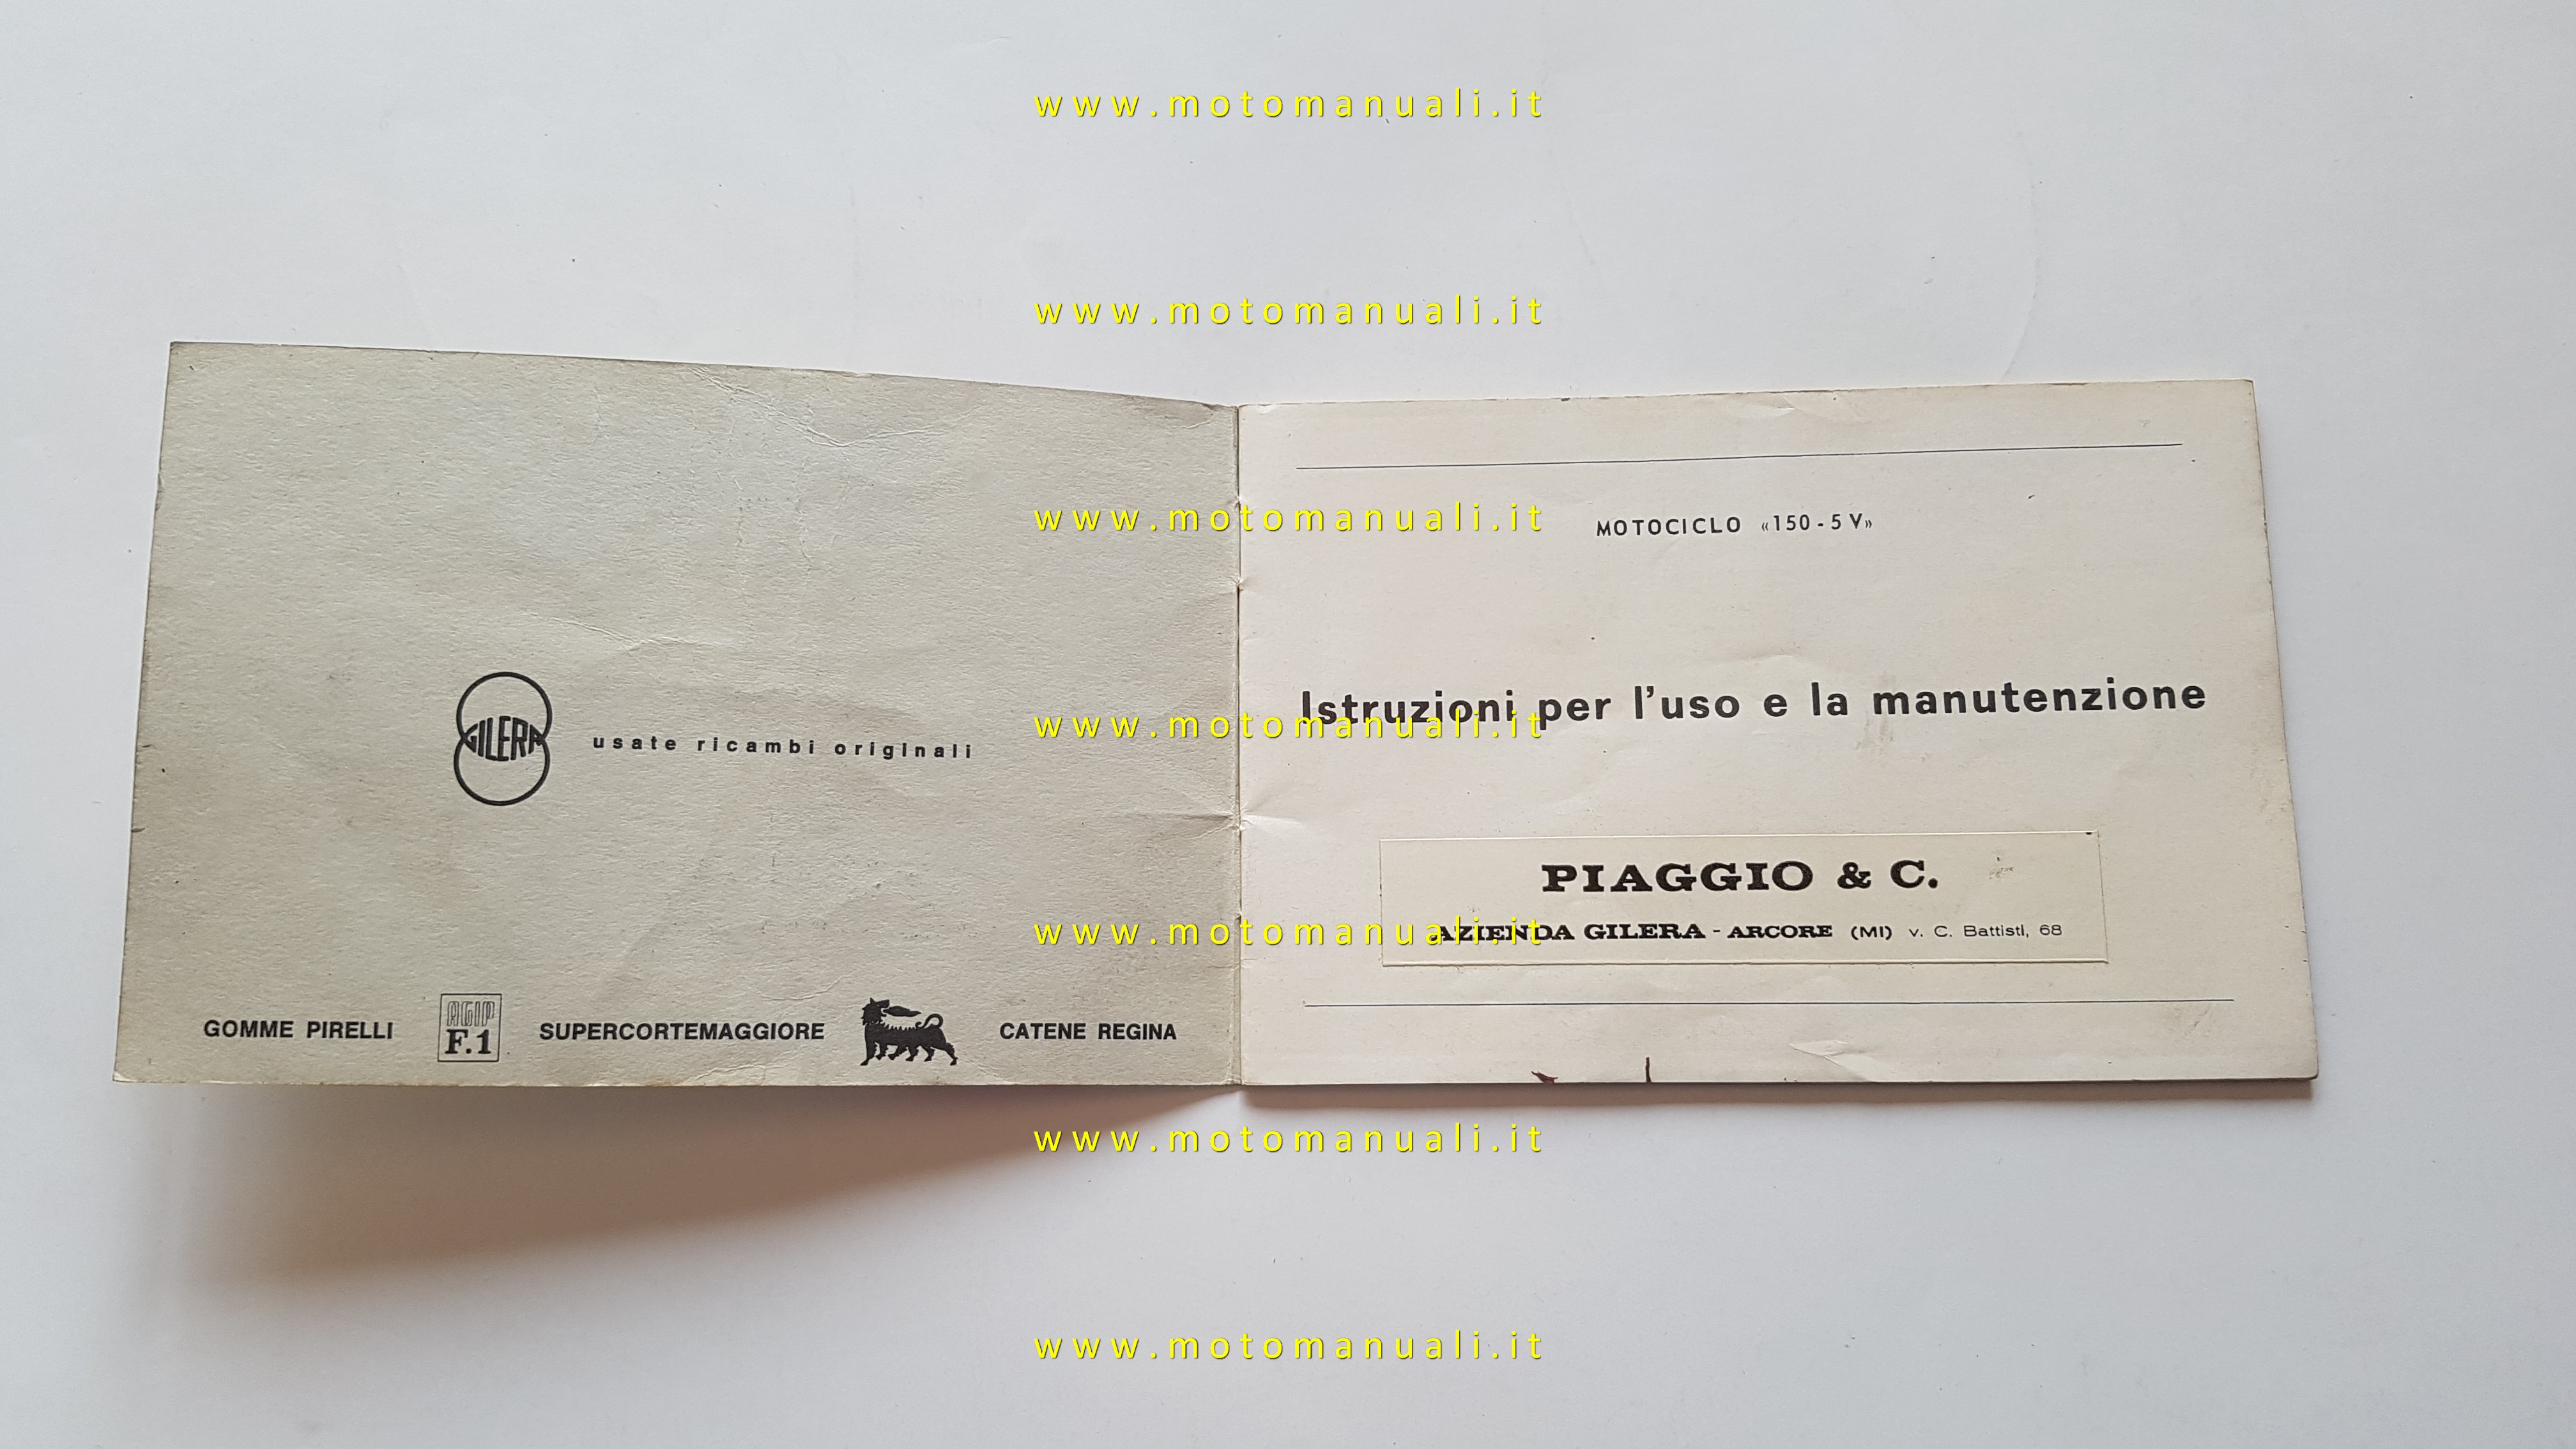 www.motomanuali.it
www.motomanuali.it
GILERA
usate ricambi originali
GOMME PIRELLI
AGIP
F.1
SUPERCORTEMAGGIORE
CATENE REGINA
www.motomanuali.it
MOTOCICLO «150-5V»
Istruzioni per l'uso e la manutenzione
www.motomanuali.it
PIAGGIO & C.
AZIENDA GILERA - ARCORE (MI) v. C. Battisti, 68
www.motomanuali.it
www.motomanuali.it
www.motomanuali.it